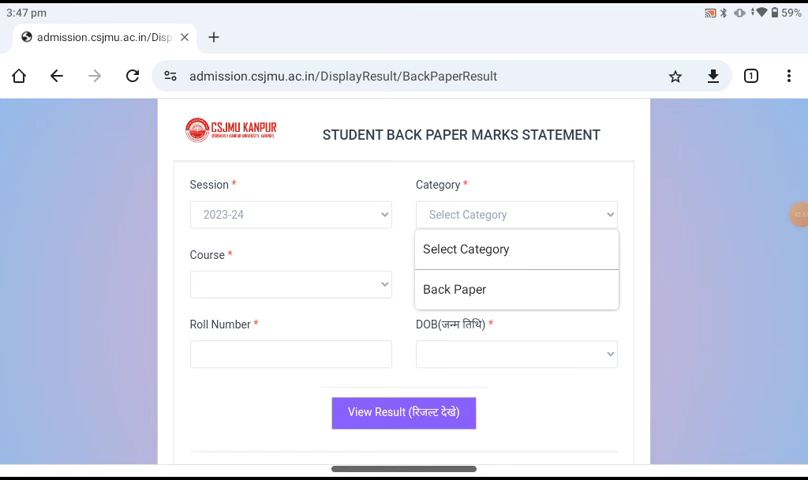 3:47 pm
59%
admission.csjmu.ac.in/Disp
admission.csjmu.ac.in/DisplayResult/BackPaperResult
1
CSJMU KANPUR
STUDENT BACK PAPER MARKS STATEMENT
Session *
Category *
2023-24
Select Category
Select Category
Course *
Back Paper
Roll Number *
DOB(जन्म तिथि) *
View Result (रिजल्ट देखे)